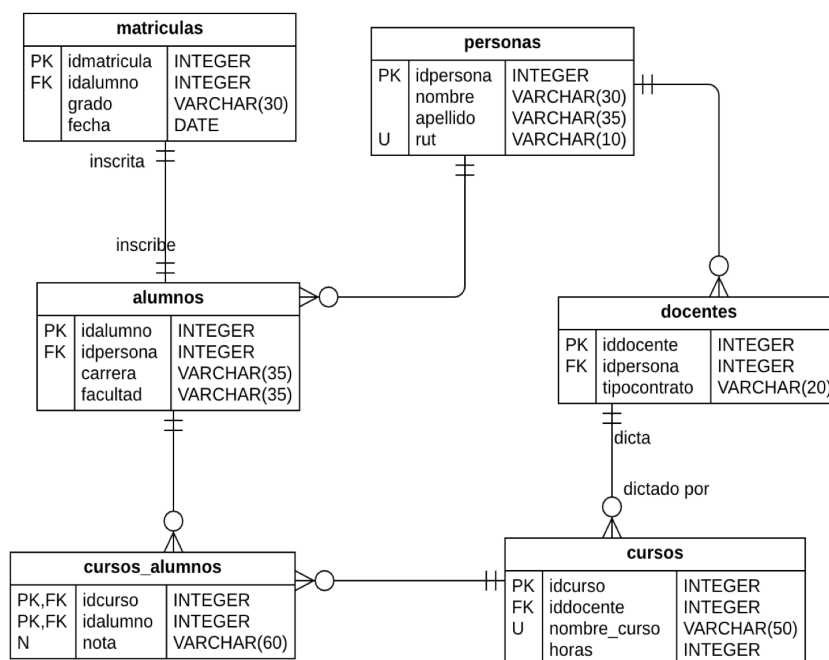 matriculas
PK idmatricula INTEGER
FK idalumno INTEGER
grado VARCHAR(30)
fecha DATE
personas
PK idpersona INTEGER
nombre VARCHAR(30)
apellido VARCHAR(35)
U rut VARCHAR(10)
inscrita
inscribe
alumnos
PK idalumno INTEGER
FK idpersona INTEGER
carrera VARCHAR(35)
facultad VARCHAR(35)
docentes
PK iddocente INTEGER
FK idpersona INTEGER
tipocontrato VARCHAR(20)
dicta
dictado por
cursos_alumnos
PK,FK idcurso INTEGER
PK,FK idalumno INTEGER
N nota VARCHAR(60)
cursos
PK idcurso INTEGER
FK iddocente INTEGER
U nombre_curso VARCHAR(50)
horas INTEGER